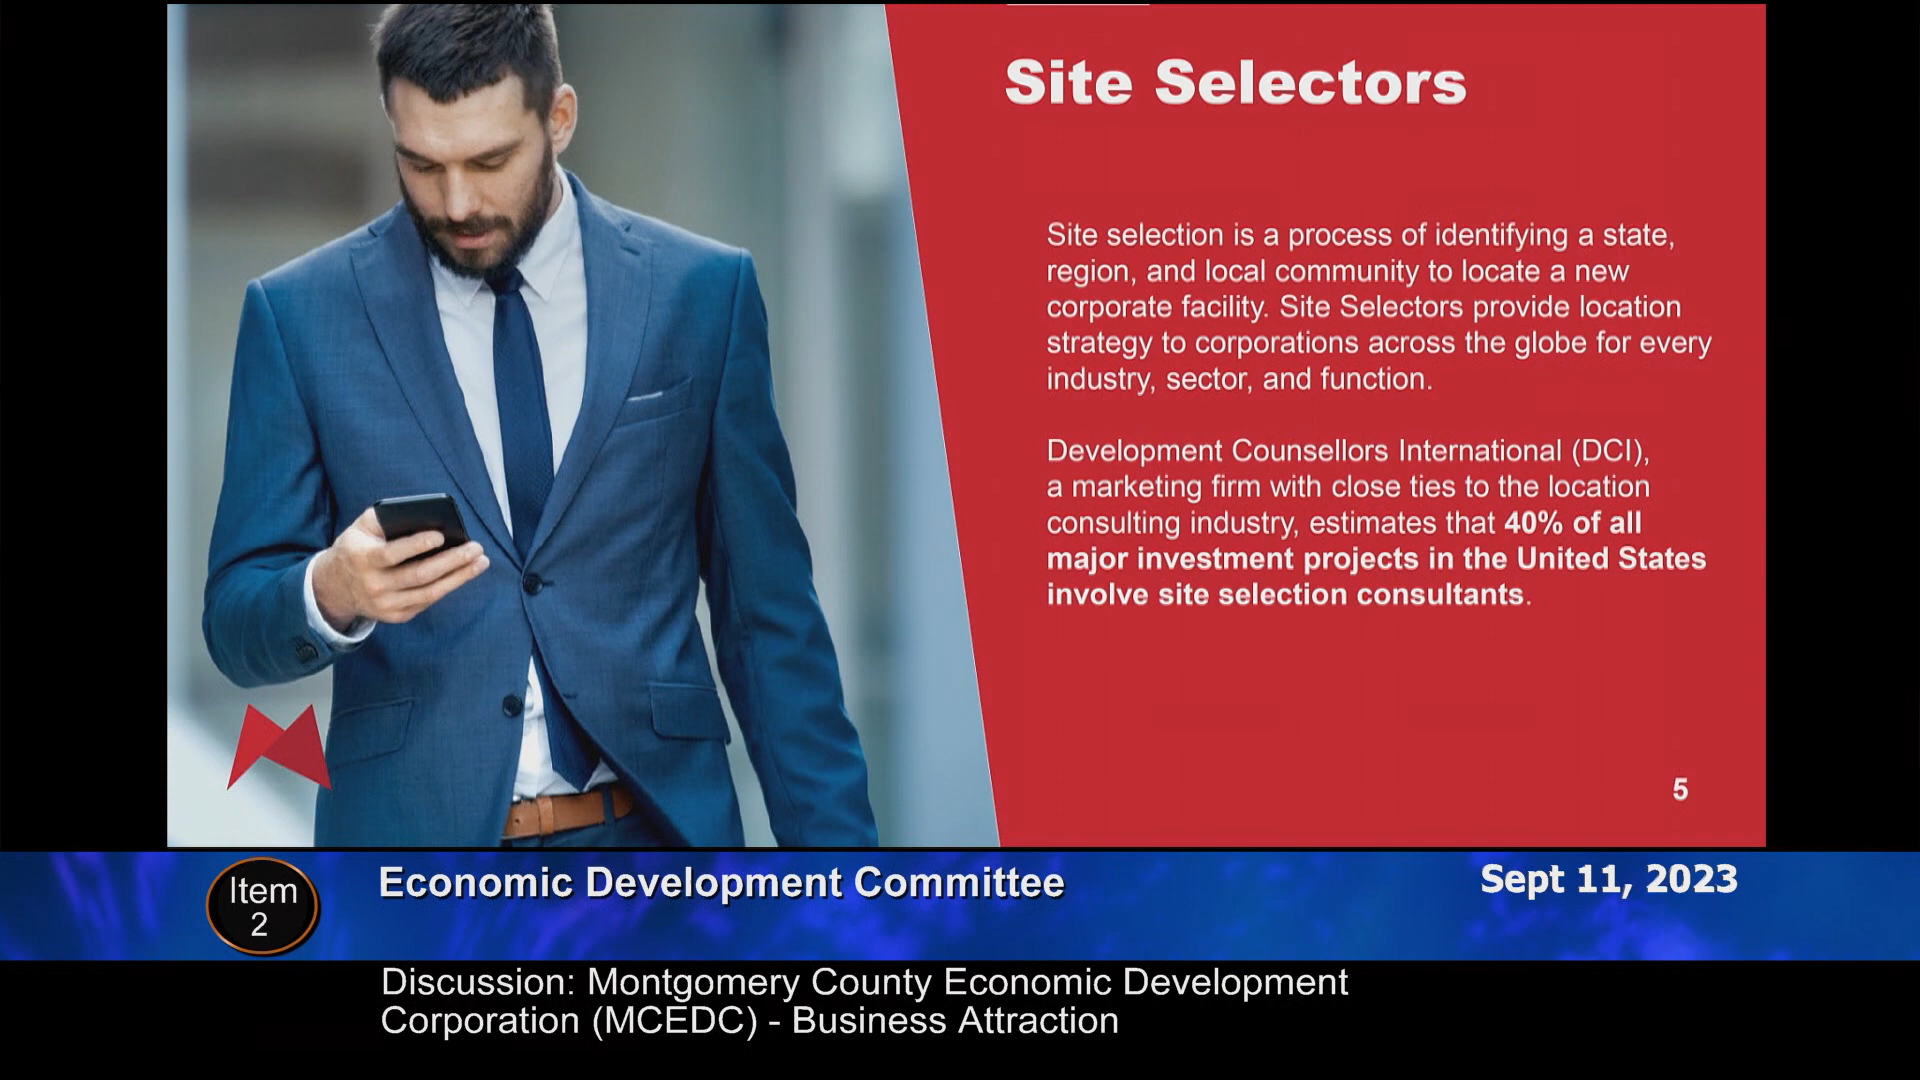 Site Selectors
Site selection is a process of identifying a state,
region, and local community to locate a new
corporate facility. Site Selectors provide location
strategy to corporations across the globe for every
industry, sector, and function.
Development Counsellors International (DCI),
a marketing firm with close ties to the location
consulting industry, estimates that 40% of all
major investment projects in the United States
involve site selection consultants.
5
Item
2
Economic Development Committee
Sept 11, 2023
Discussion: Montgomery County Economic Development
Corporation (MCEDC) - Business Attraction